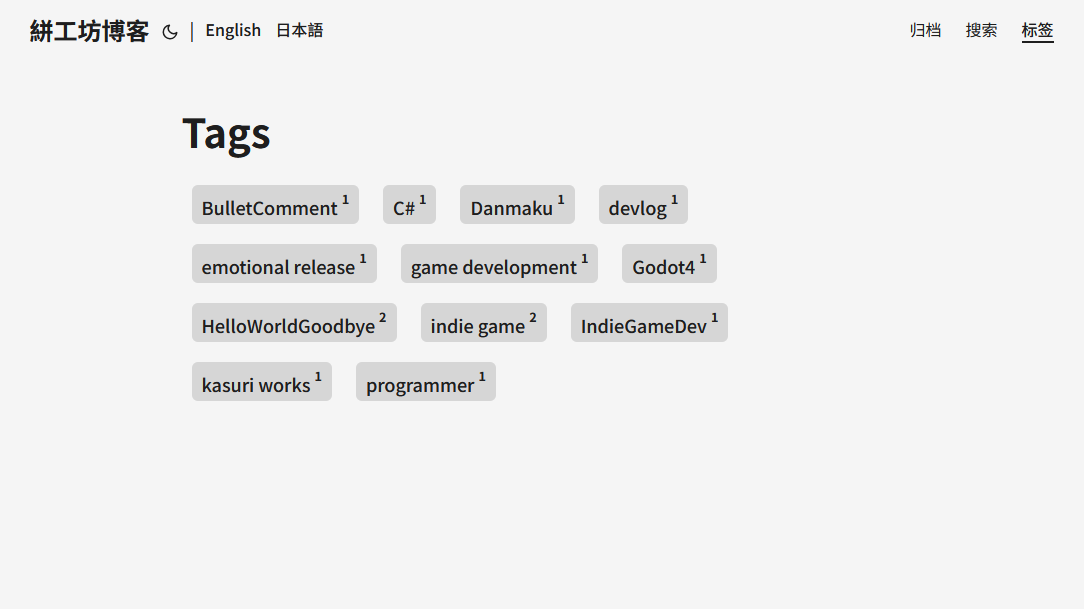 絣工坊博客 | English 日本語 归档 搜索 标签
Tags
BulletComment 1 C# 1 Danmaku 1 devlog 1
emotional release 1 game development 1 Godot4 1
HelloWorldGoodbye 2 indie game 2 IndieGameDev 1
kasuri works 1 programmer 1